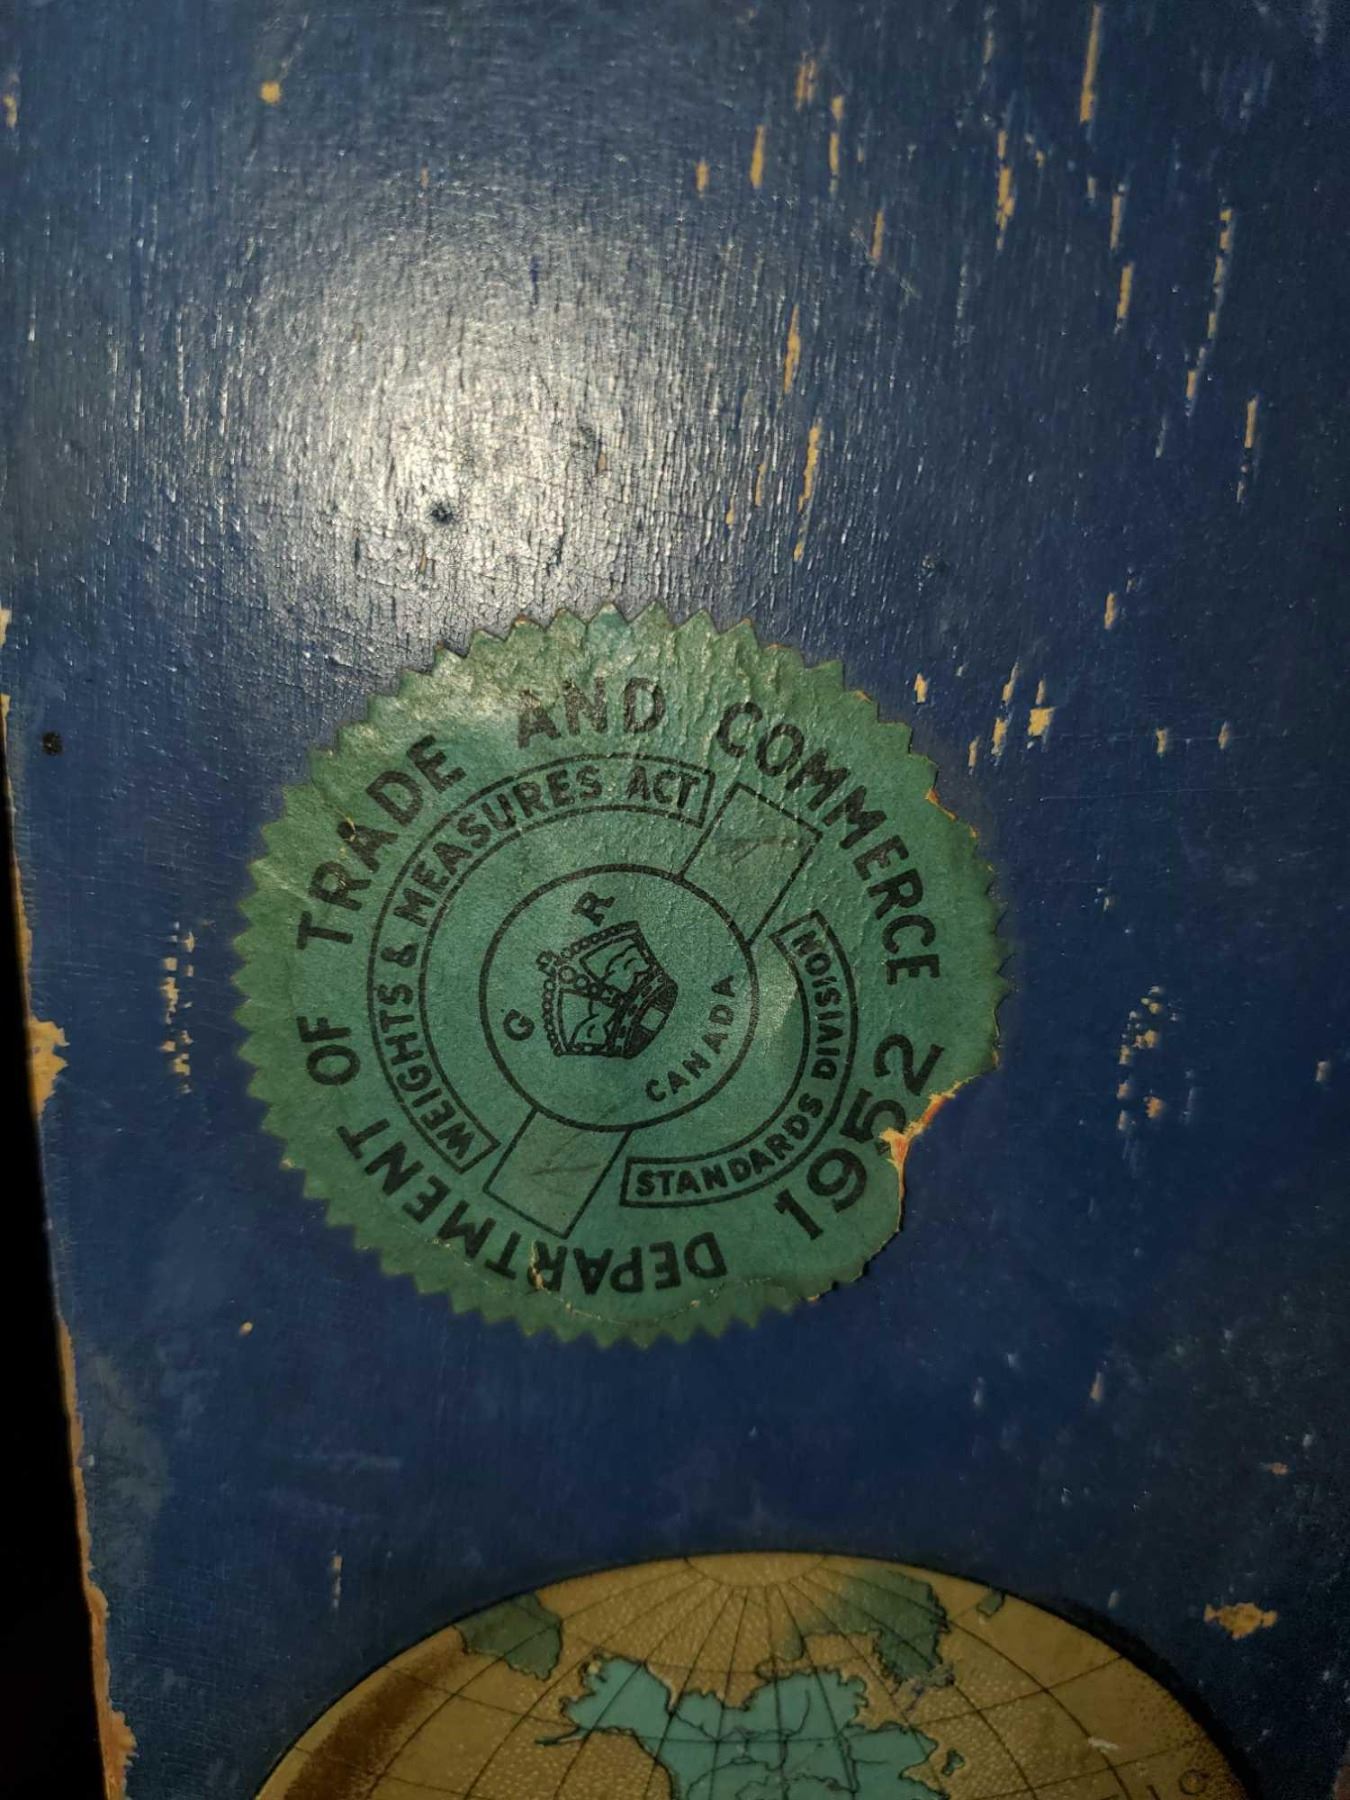 DEPARTMENT OF TRADE AND COMMERCE
1952
WEIGHTS & MEASURES ACT
STANDARDS DIVISION
G R
CANADA